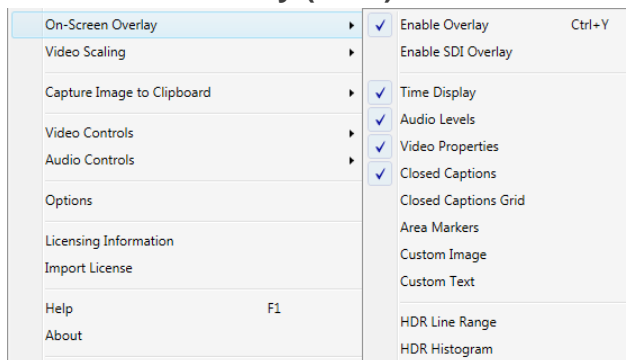 On-Screen Overlay
Video Scaling
Capture Image to Clipboard
Video Controls
Audio Controls
Options
Licensing Information
Import License
Help F1
About
Enable Overlay Ctrl+Y
Enable SDI Overlay
Time Display
Audio Levels
Video Properties
Closed Captions
Closed Captions Grid
Area Markers
Custom Image
Custom Text
HDR Line Range
HDR Histogram